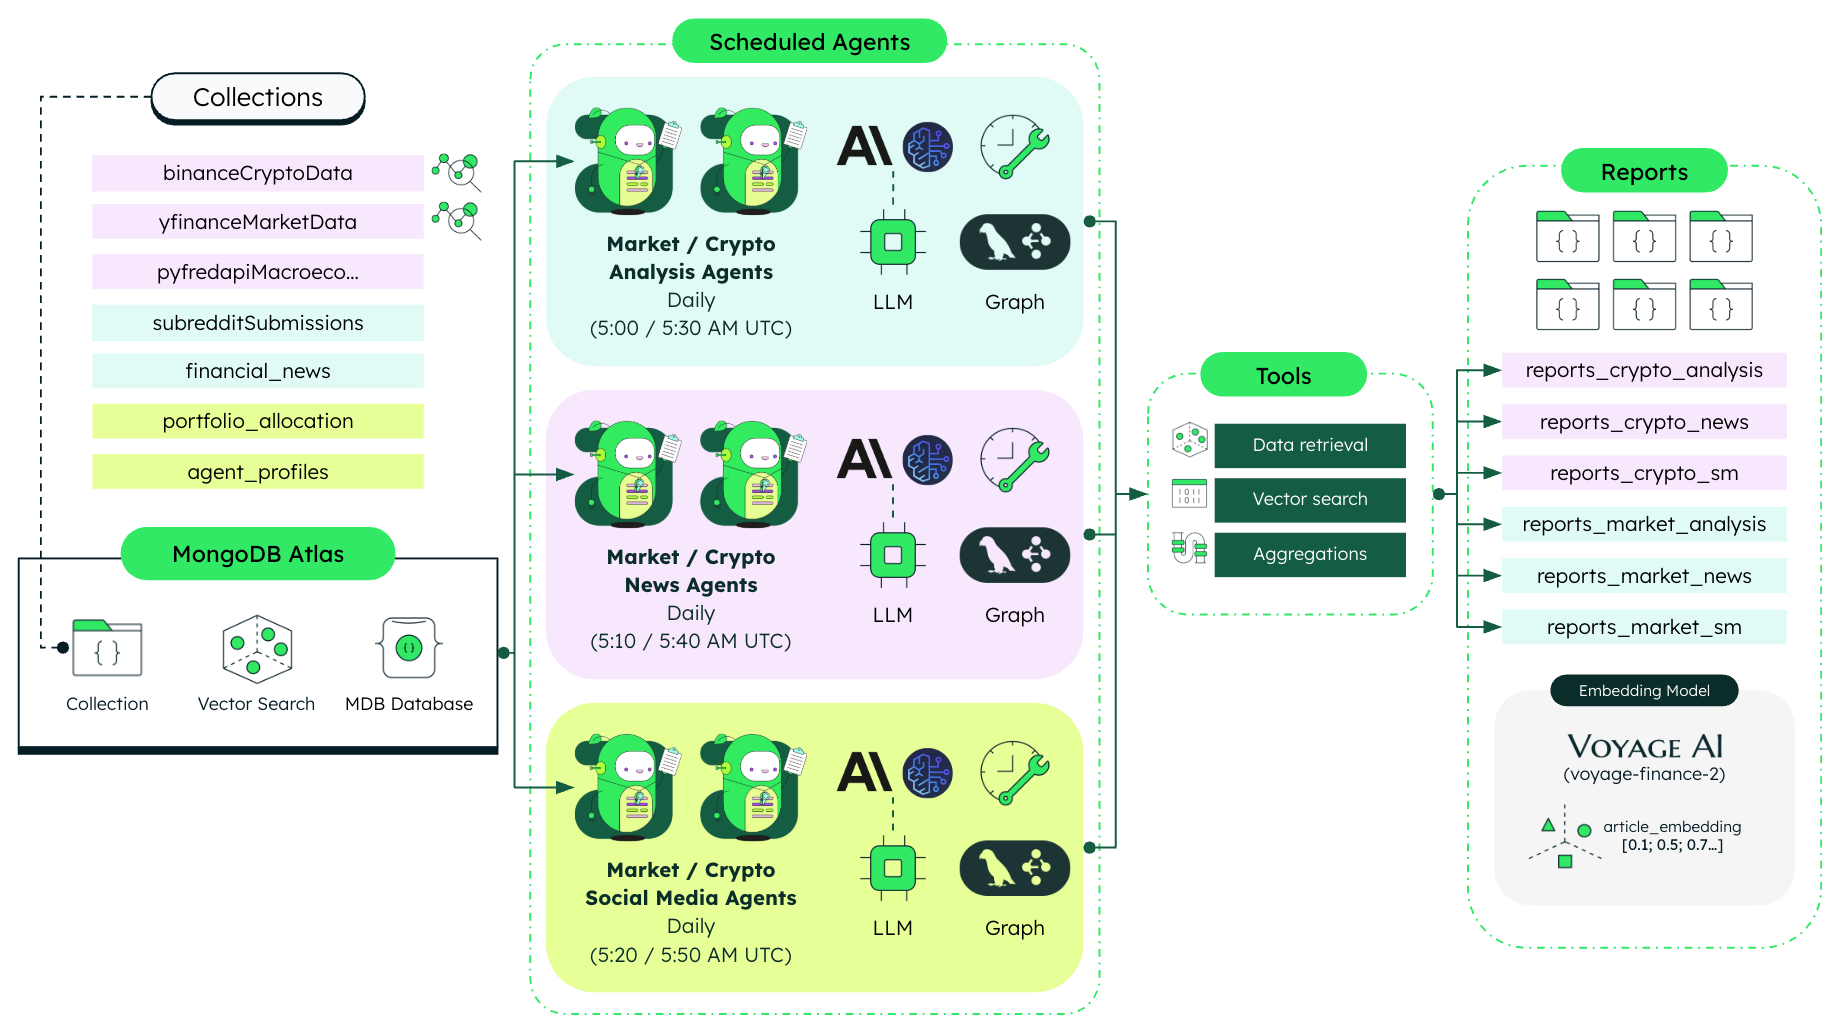 Collections
binanceCryptoData
yfinanceMarketData
pyfredapiMacroeco...
subredditSubmissions
financial_news
portfolio_allocation
agent_profiles
MongoDB Atlas
Collection
Vector Search
MDB Database
Scheduled Agents
Market / Crypto
Analysis Agents
Daily
(5:00 / 5:30 AM UTC)
LLM
Graph
Market / Crypto
News Agents
Daily
(5:10 / 5:40 AM UTC)
LLM
Graph
Market / Crypto
Social Media Agents
Daily
(5:20 / 5:50 AM UTC)
LLM
Graph
Tools
Data retrieval
Vector search
Aggregations
Reports
reports_crypto_analysis
reports_crypto_news
reports_crypto_sm
reports_market_analysis
reports_market_news
reports_market_sm
Embedding Model
VOYAGE AI
(voyage-finance-2)
article_embedding
[0.1; 0.5; 0.7...]